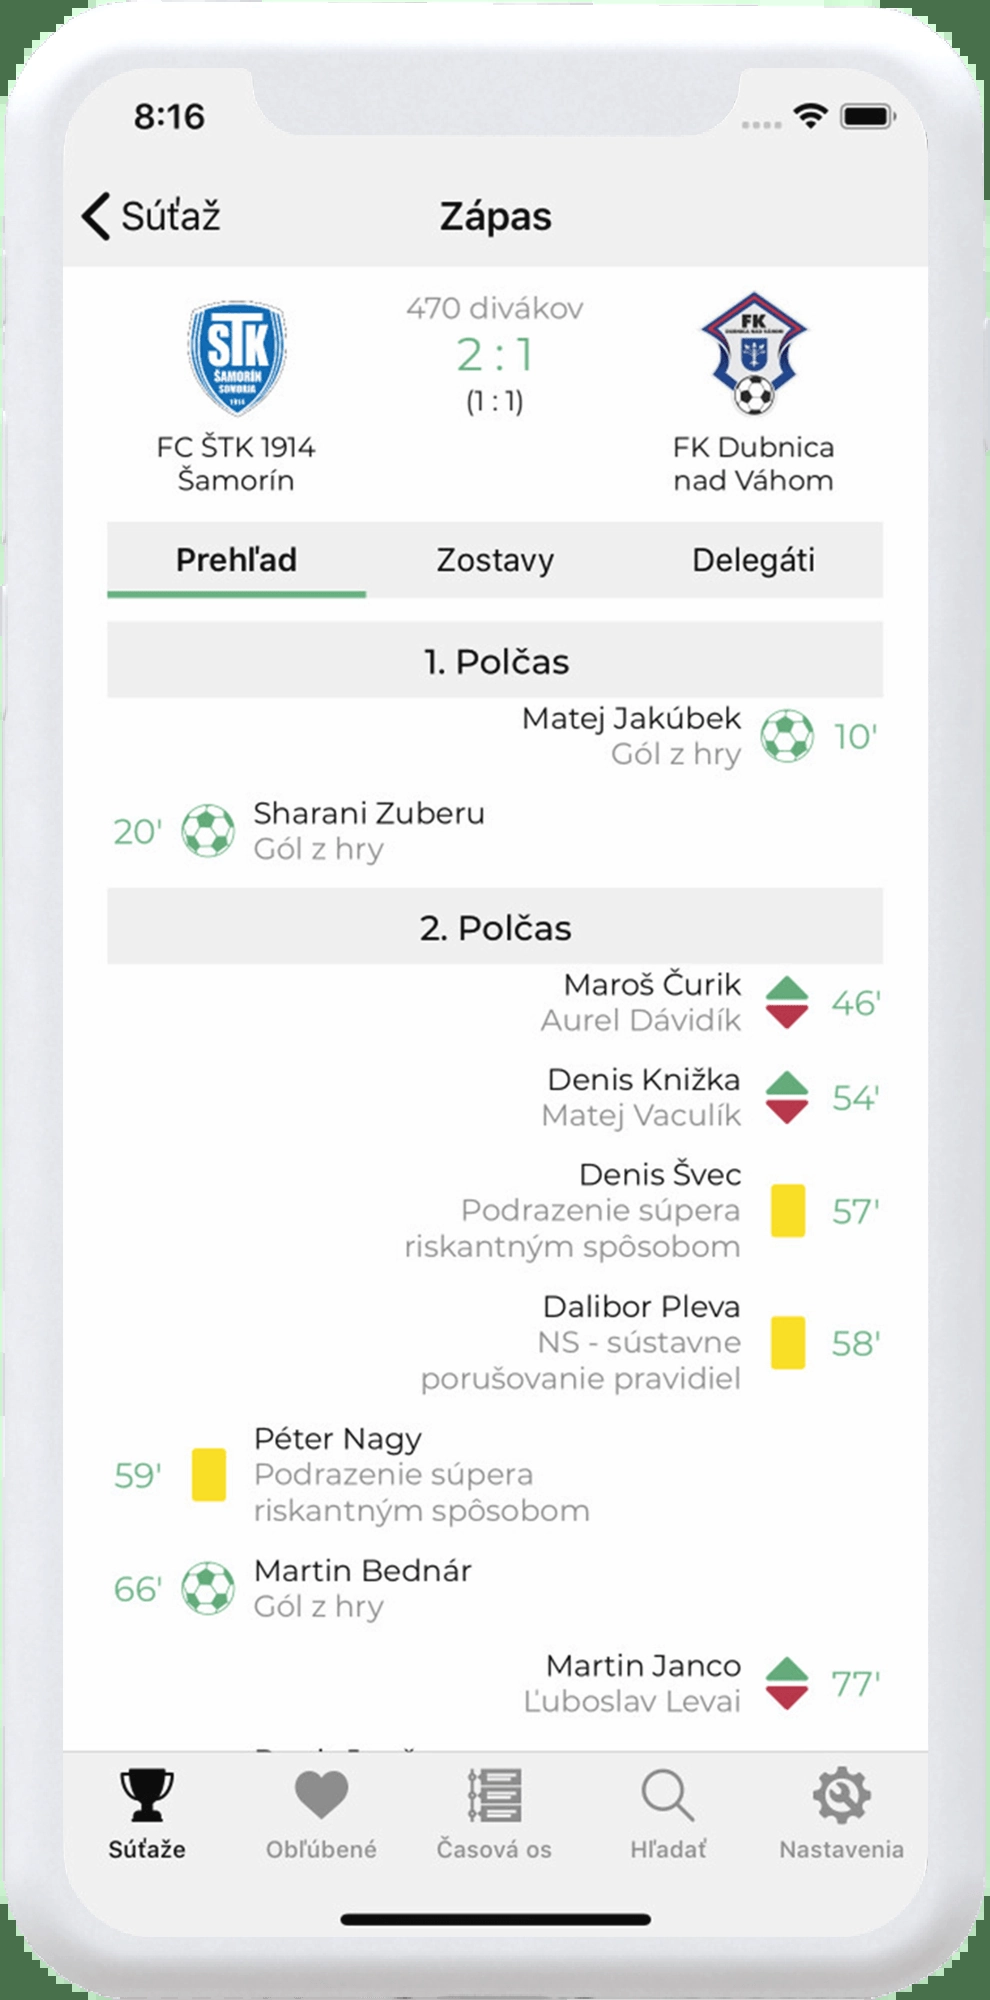 8:16
Súťaž
Zápas
470 divákov
2 : 1
(1 : 1)
STK
ŠAMORÍN
SOMORJA
1914
FK
DUBNICA NAD VÁHOM
FC ŠTK 1914
Šamorín
FK Dubnica
nad Váhom
Prehľad
Zostavy
Delegáti
1. Polčas
Matej Jakúbek
Gól z hry
10'
20'
Sharani Zuberu
Gól z hry
2. Polčas
Maroš Čurik
Aurel Dávidík
46'
Denis Knižka
Matej Vaculík
54'
Denis Švec
Podrazenie súpera
riskantným spôsobom
57'
Dalibor Pleva
NS - sústavne
porušovanie pravidiel
58'
59'
Péter Nagy
Podrazenie súpera
riskantným spôsobom
66'
Martin Bednár
Gól z hry
Martin Janco
Ľuboslav Levai
77'
Súťaže
Obľúbené
Časová os
Hľadať
Nastavenia